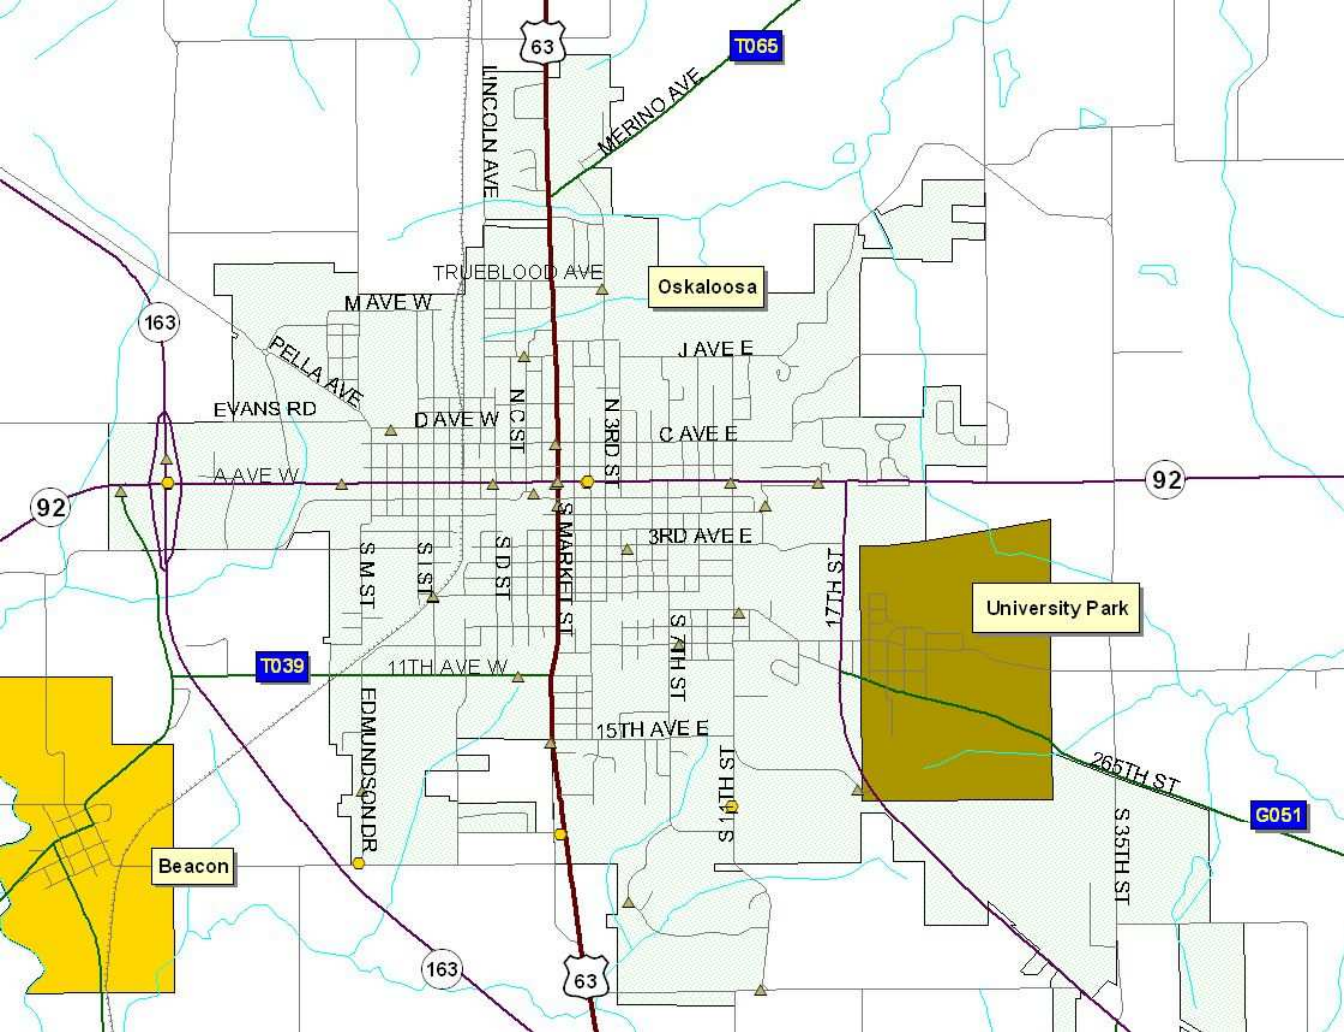 T065
63
LINCOLN AVE
MERINO AVE
TRUEBLOOD AVE
Oskaloosa
M AVE W
163
PELLA AVE
J AVE E
EVANS RD
D AVE W
N C ST
N 3RD ST
C AVE E
A AVE W
92
92
S MARKET ST
3RD AVE E
S M ST
S I ST
S D ST
17TH ST
University Park
S 7TH ST
T039
11TH AVE W
EDMUNDSON DR
15TH AVE E
S 11TH ST
265TH ST
G051
S 35TH ST
Beacon
163
63